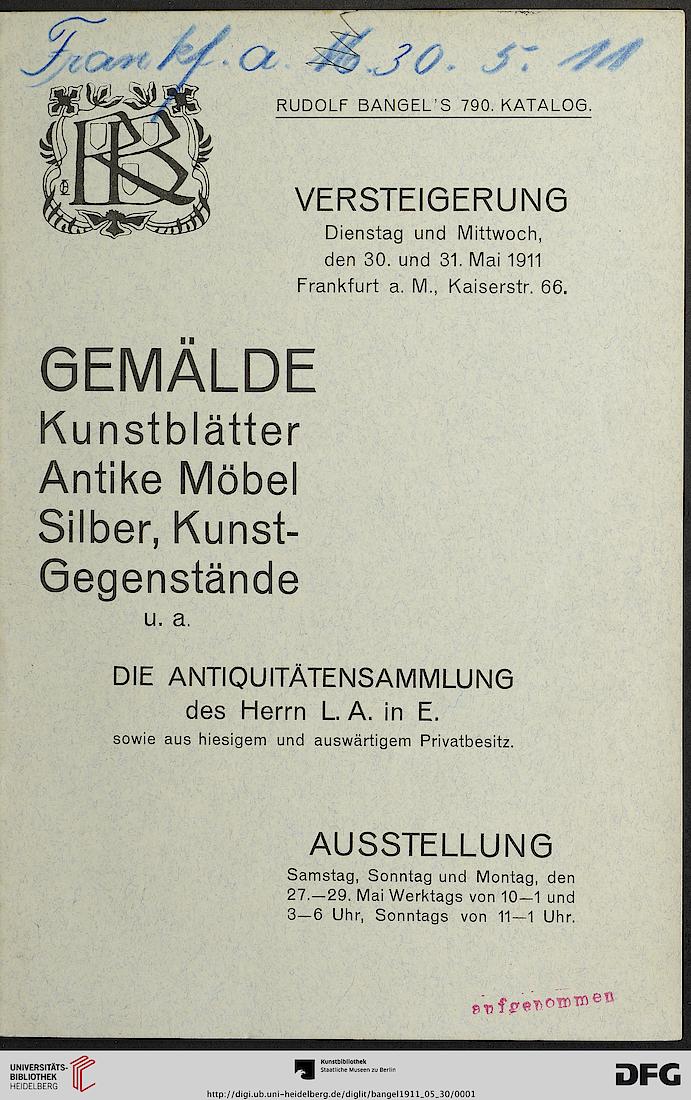 Frankf. a. M. 30. 5. 11
RUDOLF BANGEL'S 790. KATALOG.
RB
VERSTEIGERUNG
Dienstag und Mittwoch,
den 30. und 31. Mai 1911
Frankfurt a. M., Kaiserstr. 66.
GEMÄLDE
Kunstblätter
Antike Möbel
Silber, Kunst-
Gegenstände
u. a.
DIE ANTIQUITÄTENSAMMLUNG
des Herrn L. A. in E.
sowie aus hiesigem und auswärtigem Privatbesitz.
AUSSTELLUNG
Samstag, Sonntag und Montag, den
27.—29. Mai Werktags von 10—1 und
3—6 Uhr, Sonntags von 11—1 Uhr.
aufgenommen
UNIVERSITÄTS-
BIBLIOTHEK
HEIDELBERG
Kunstbibliothek
Staatliche Museen zu Berlin
DFG
http://digi.ub.uni-heidelberg.de/diglit/bangel1911_05_30/0001